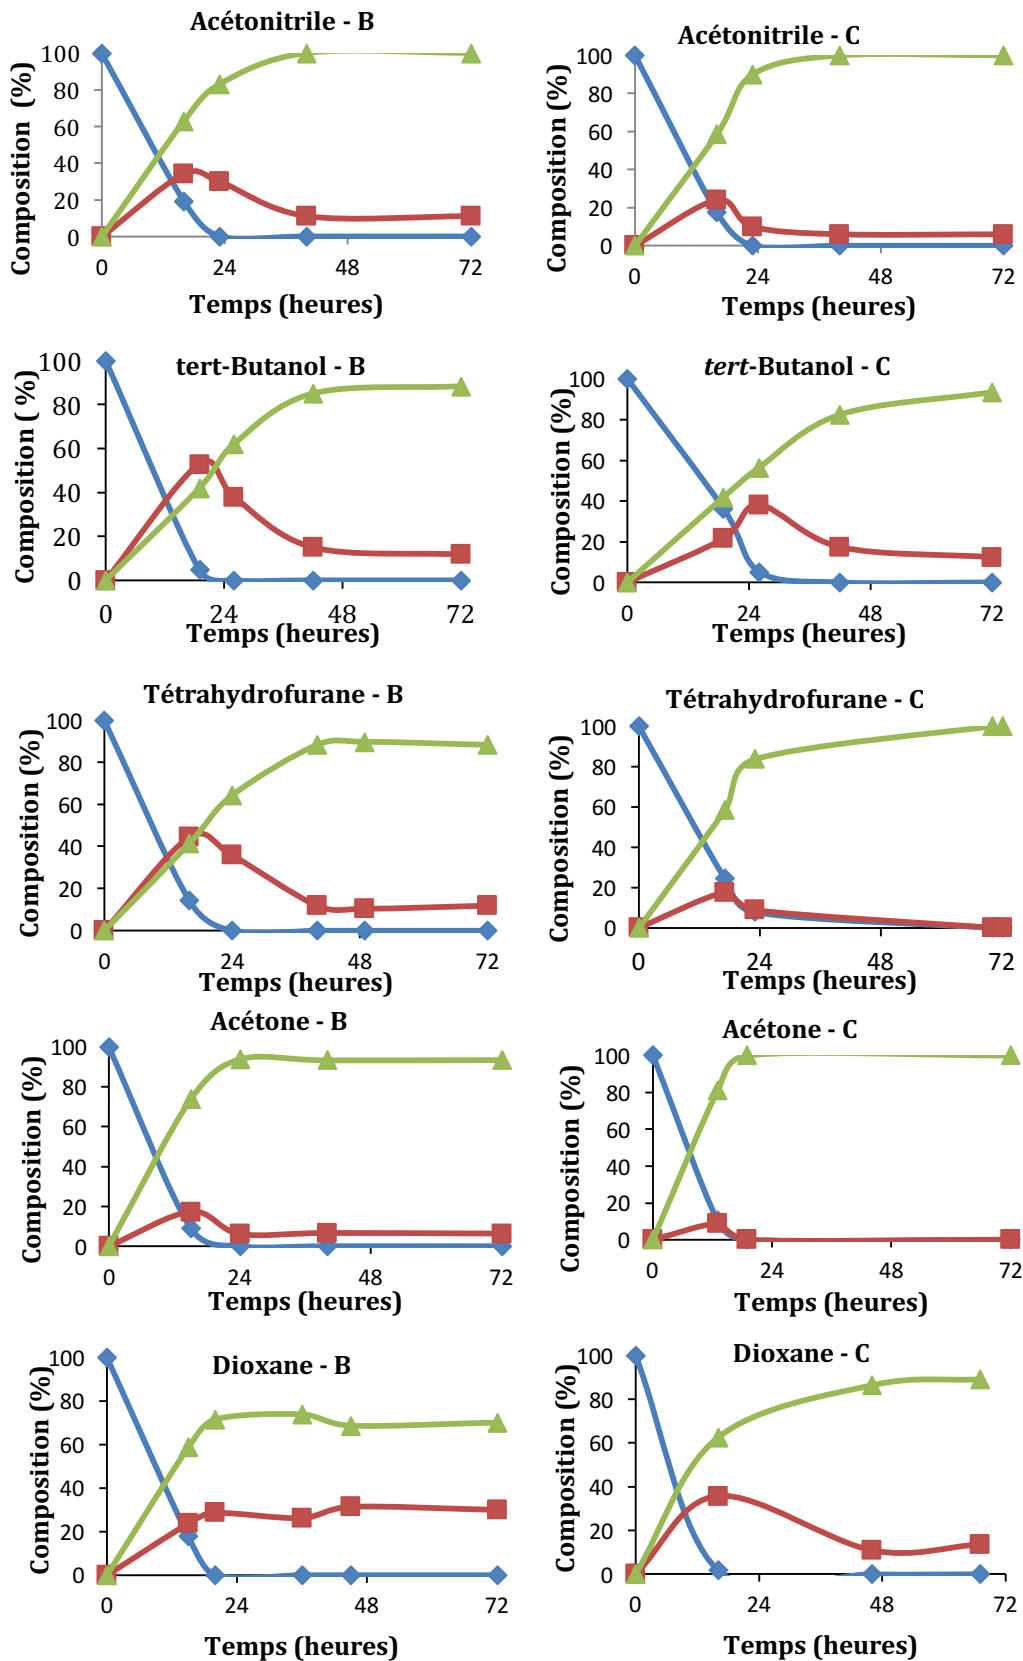 Acétonitrile - B
Composition (%)
100
80
60
40
20
0
0 24 48 72
Temps (heures)
Acétonitrile - C
Composition (%)
100
80
60
40
20
0
0 24 48 72
Temps (heures)
tert-Butanol - B
Composition ( %)
100
80
60
40
20
0
0 24 48 72
Temps (heures)
tert-Butanol - C
Composition (%)
100
80
60
40
20
0
0 24 48 72
Temps (heures)
Tétrahydrofurane - B
Composition (%)
100
80
60
40
20
0
0 24 48 72
Temps (heures)
Tétrahydrofurane - C
Composition (%)
100
80
60
40
20
0
0 24 48 72
Temps (heures)
Acétone - B
Composition (%)
100
80
60
40
20
0
0 24 48 72
Temps (heures)
Acétone - C
Composition (%)
100
80
60
40
20
0
0 24 48 72
Temps (heures)
Dioxane - B
Composition (%)
100
80
60
40
20
0
0 24 48 72
Temps (heures)
Dioxane - C
Composition (%)
100
80
60
40
20
0
0 24 48 72
Temps (heures)